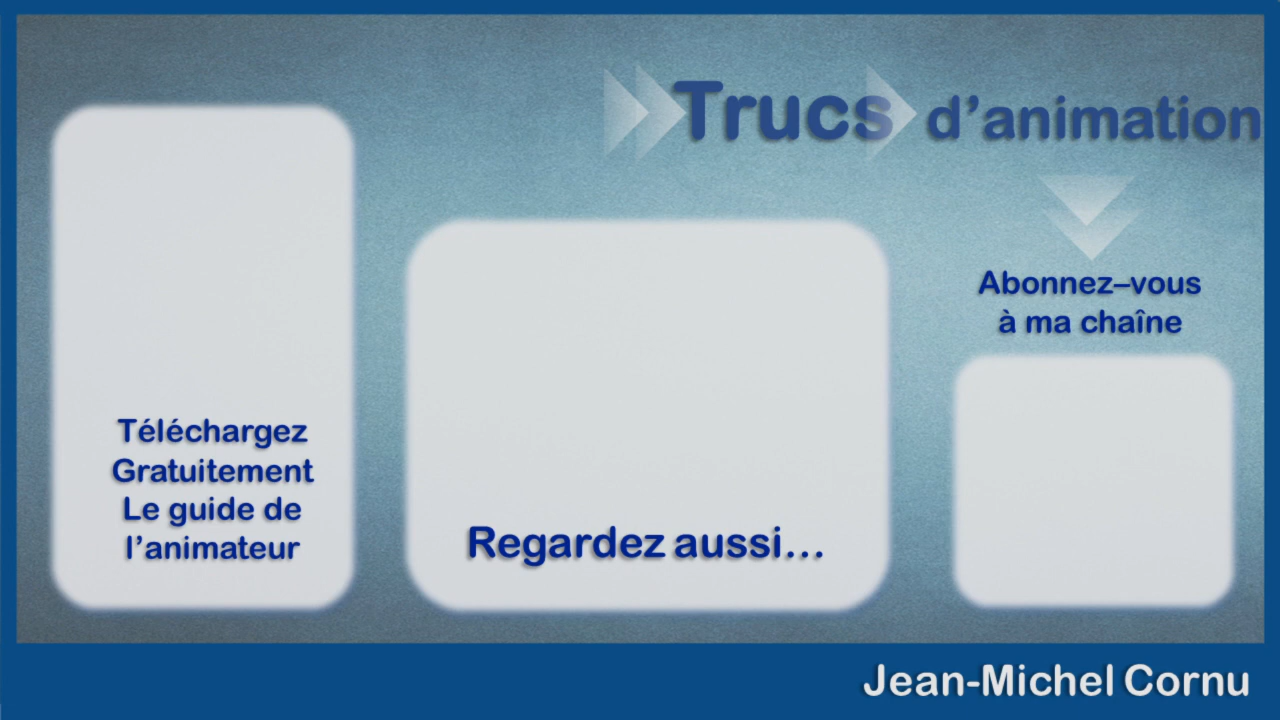 Trucs d’animation
Abonnez–vous
à ma chaîne
Téléchargez
Gratuitement
Le guide de
l’animateur
Regardez aussi…
Jean-Michel Cornu